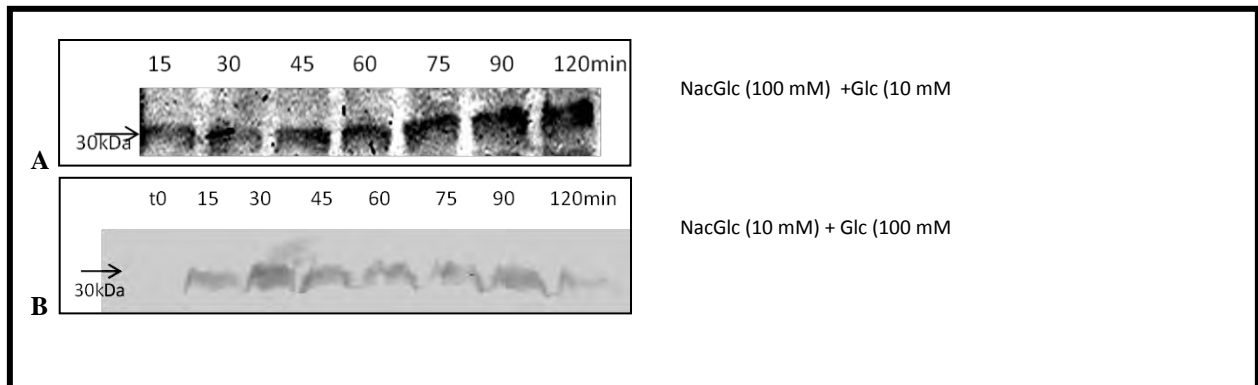 15 30 45 60 75 90 120min
NacGlc (100 mM) +Glc (10 mM
30kDa
A
t0 15 30 45 60 75 90 120min
NacGlc (10 mM) + Glc (100 mM
30kDa
B